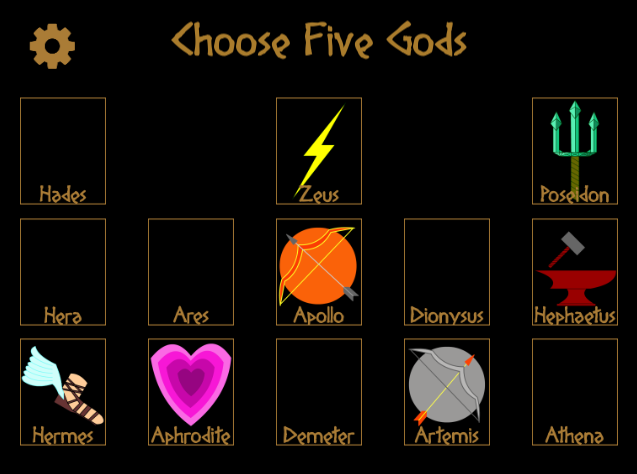 Choose Five Gods
Hades
Zeus
Poseidon
Hera
Ares
Apollo
Dionysus
Hephaetus
Hermes
Aphrodite
Demeter
Artemis
Athena